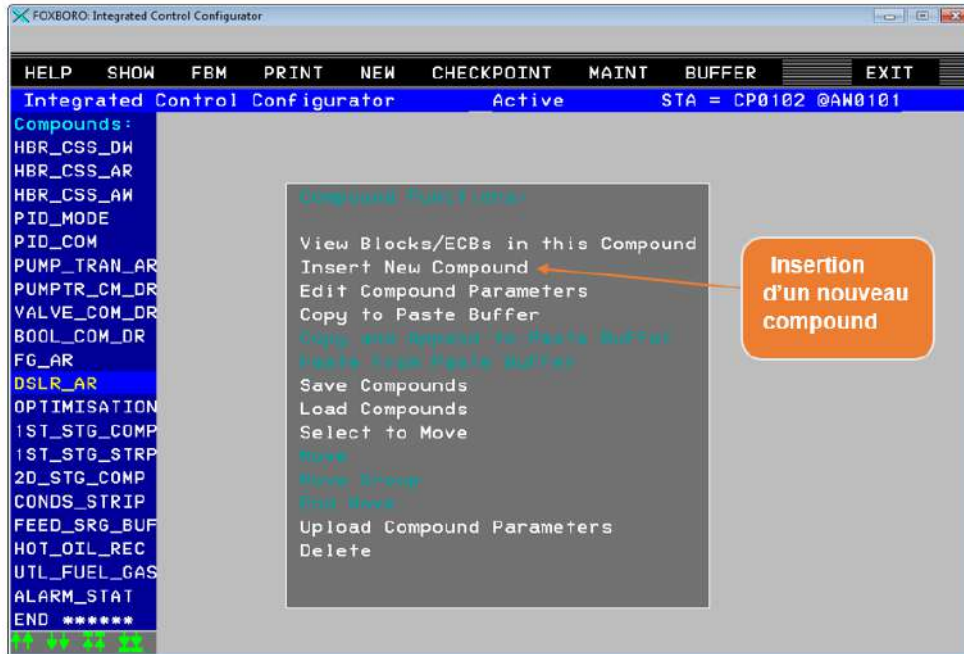 FOXBORO: Integrated Control Configurator
HELP SHOW FBM PRINT NEW CHECKPOINT MAINT BUFFER EXIT
Integrated Control Configurator Active STA = CP0102 @AW0101
Compounds:
HBR_CSS_DW
HBR_CSS_AR
HBR_CSS_AW
PID_MODE
PID_COM
PUMP_TRAN_AR
PUMPTR_CM_DR
VALVE_COM_DR
BOOL_COM_DR
FG_AR
DSLR_AR
OPTIMISATION
1ST_STG_COMP
1ST_STG_STRP
2D_STG_COMP
CONDS_STRIP
FEED_SRG_BUF
HOT_OIL_REC
UTL_FUEL_GAS
ALARM_STAT
END ******
Compound Functions:
View Blocks/ECBs in this Compound
Insert New Compound
Edit Compound Parameters
Copy to Paste Buffer
Copy and Append to Paste Buffer
Paste from Paste Buffer
Save Compounds
Load Compounds
Select to Move
Move
Move Group
End Move
Upload Compound Parameters
Delete
Insertion
d'un nouveau
compound